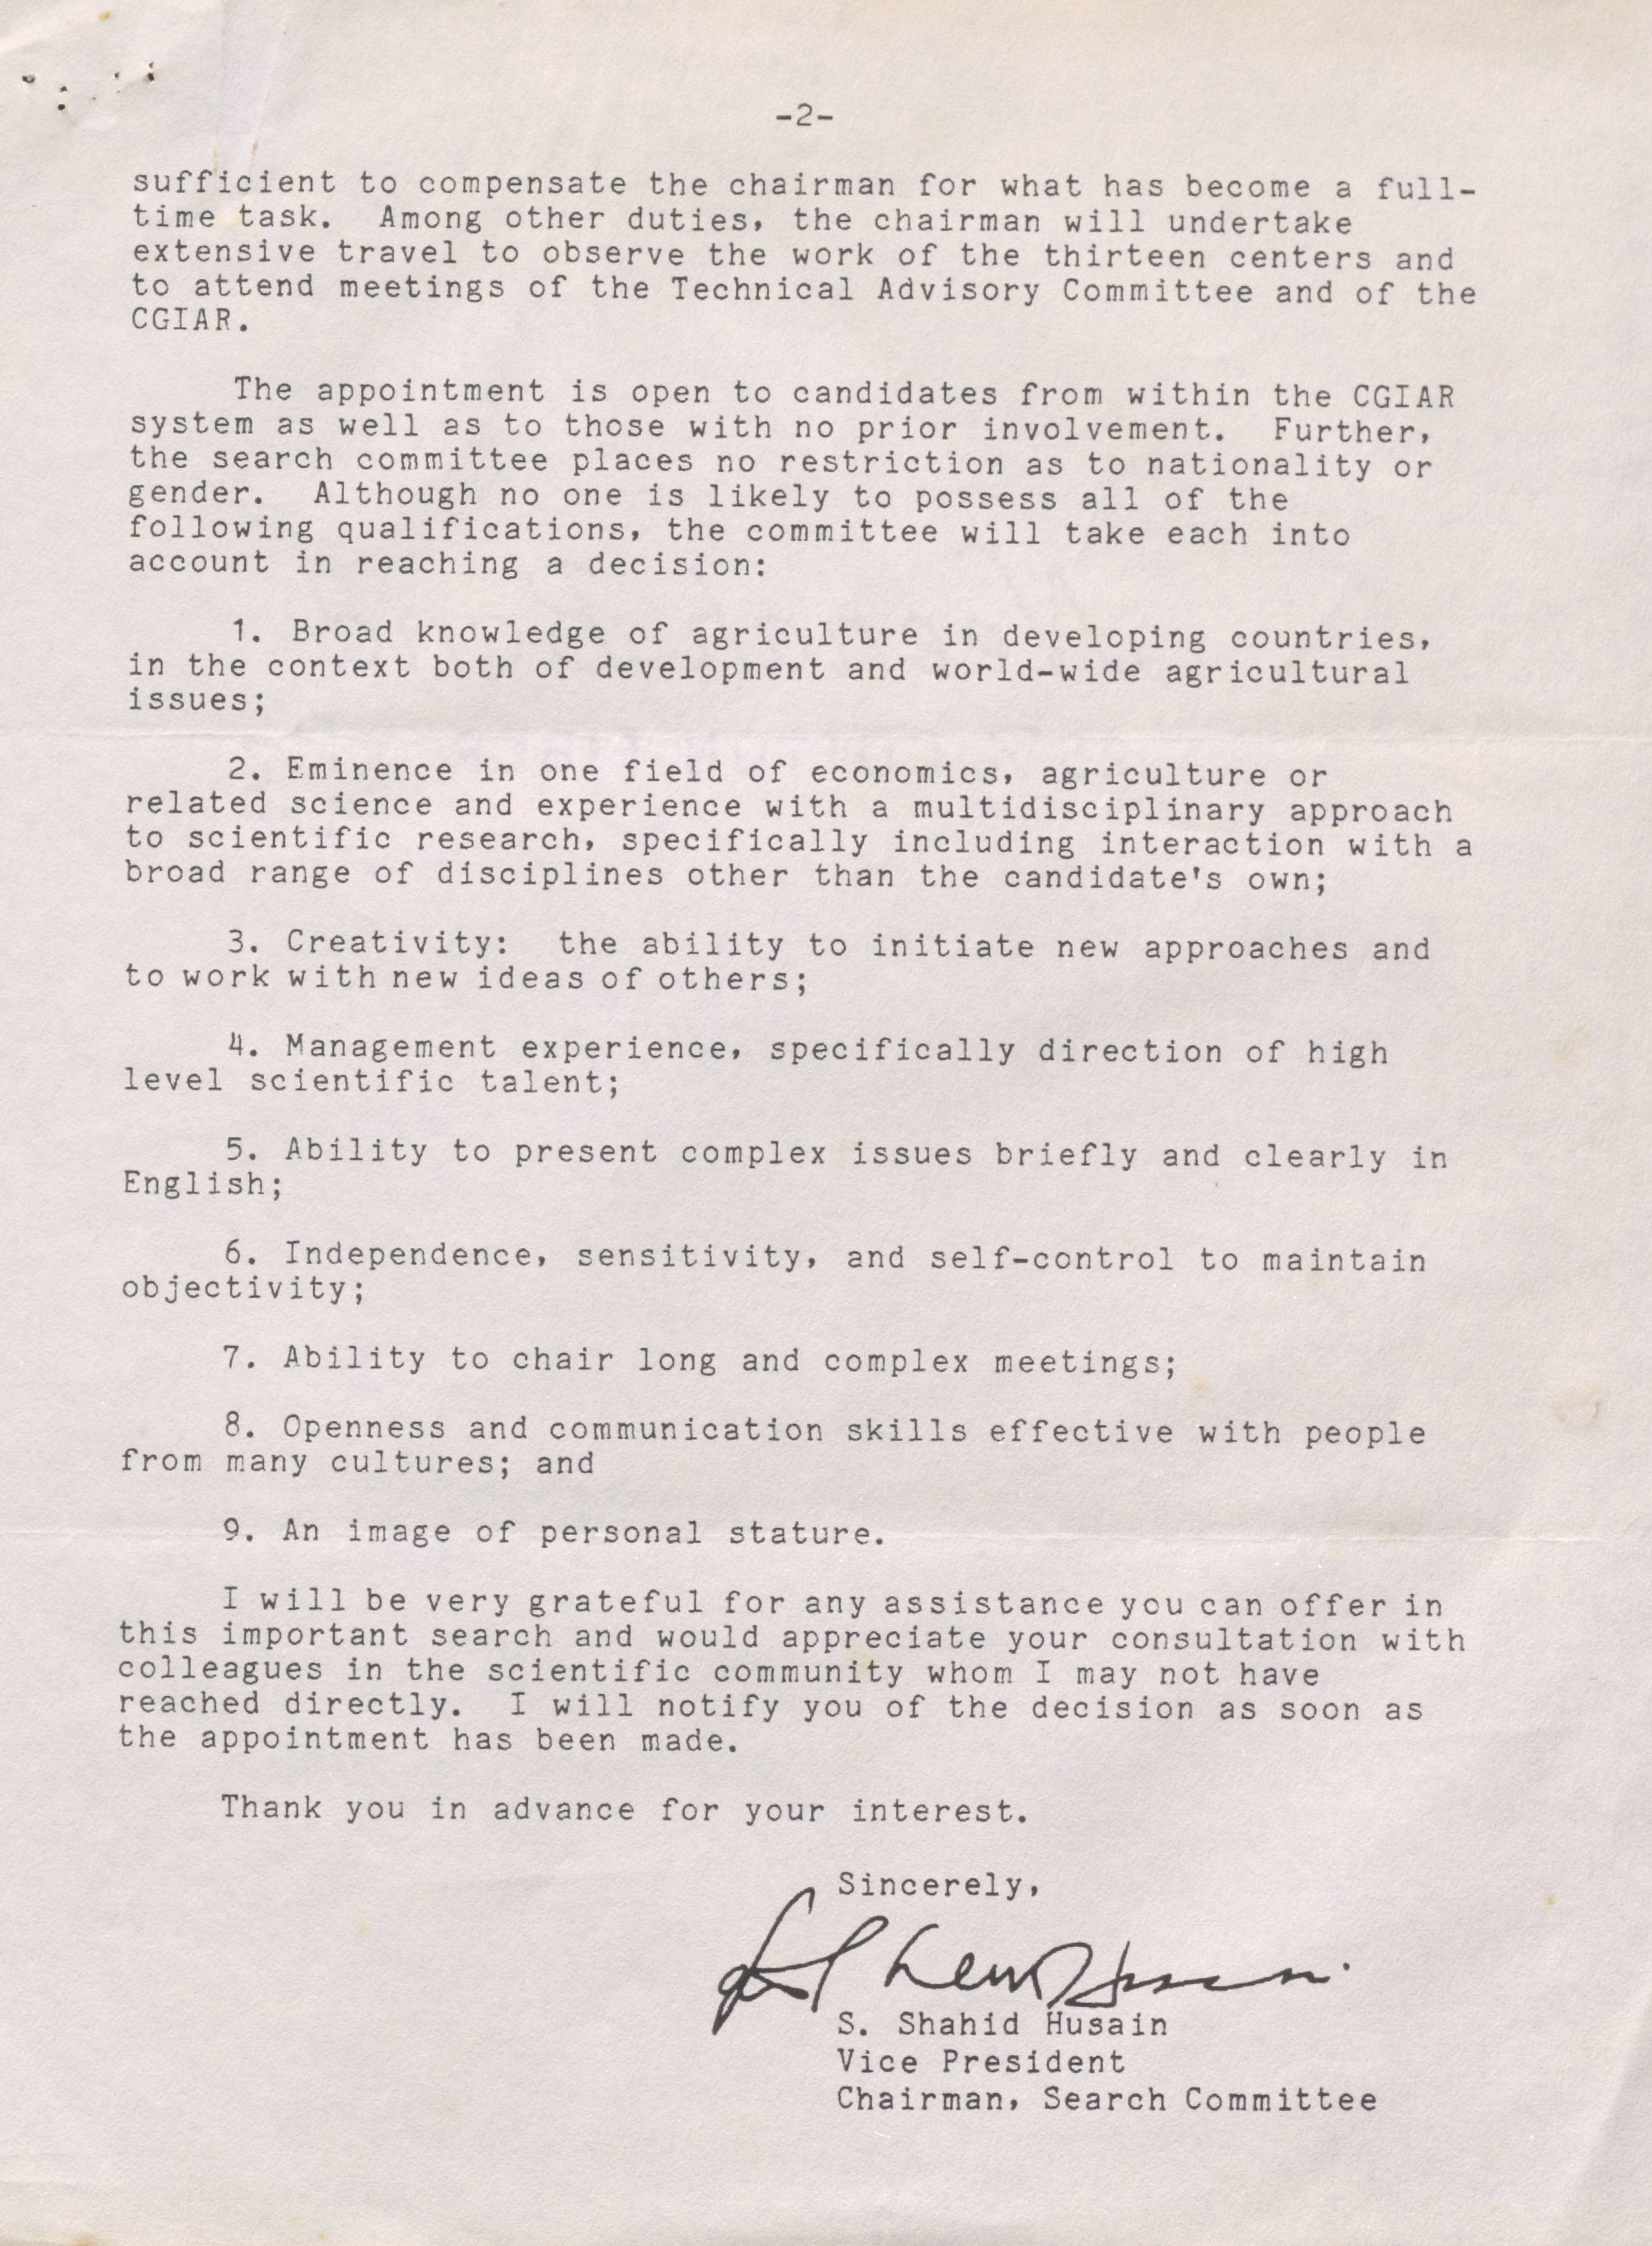 -2-
sufficient to compensate the chairman for what has become a full-
time task.  Among other duties, the chairman will undertake
extensive travel to observe the work of the thirteen centers and
to attend meetings of the Technical Advisory Committee and of the
CGIAR.
The appointment is open to candidates from within the CGIAR
system as well as to those with no prior involvement.  Further,
the search committee places no restriction as to nationality or
gender.  Although no one is likely to possess all of the
following qualifications, the committee will take each into
account in reaching a decision:
1. Broad knowledge of agriculture in developing countries,
in the context both of development and world-wide agricultural
issues;
2. Eminence in one field of economics, agriculture or
related science and experience with a multidisciplinary approach
to scientific research, specifically including interaction with a
broad range of disciplines other than the candidate's own;
3. Creativity:  the ability to initiate new approaches and
to work with new ideas of others;
4. Management experience, specifically direction of high
level scientific talent;
5. Ability to present complex issues briefly and clearly in
English;
6. Independence, sensitivity, and self-control to maintain
objectivity;
7. Ability to chair long and complex meetings;
8. Openness and communication skills effective with people
from many cultures; and
9. An image of personal stature.
I will be very grateful for any assistance you can offer in
this important search and would appreciate your consultation with
colleagues in the scientific community whom I may not have
reached directly.  I will notify you of the decision as soon as
the appointment has been made.
Thank you in advance for your interest.
Sincerely,
S. Shahid Husain
Vice President
Chairman, Search Committee